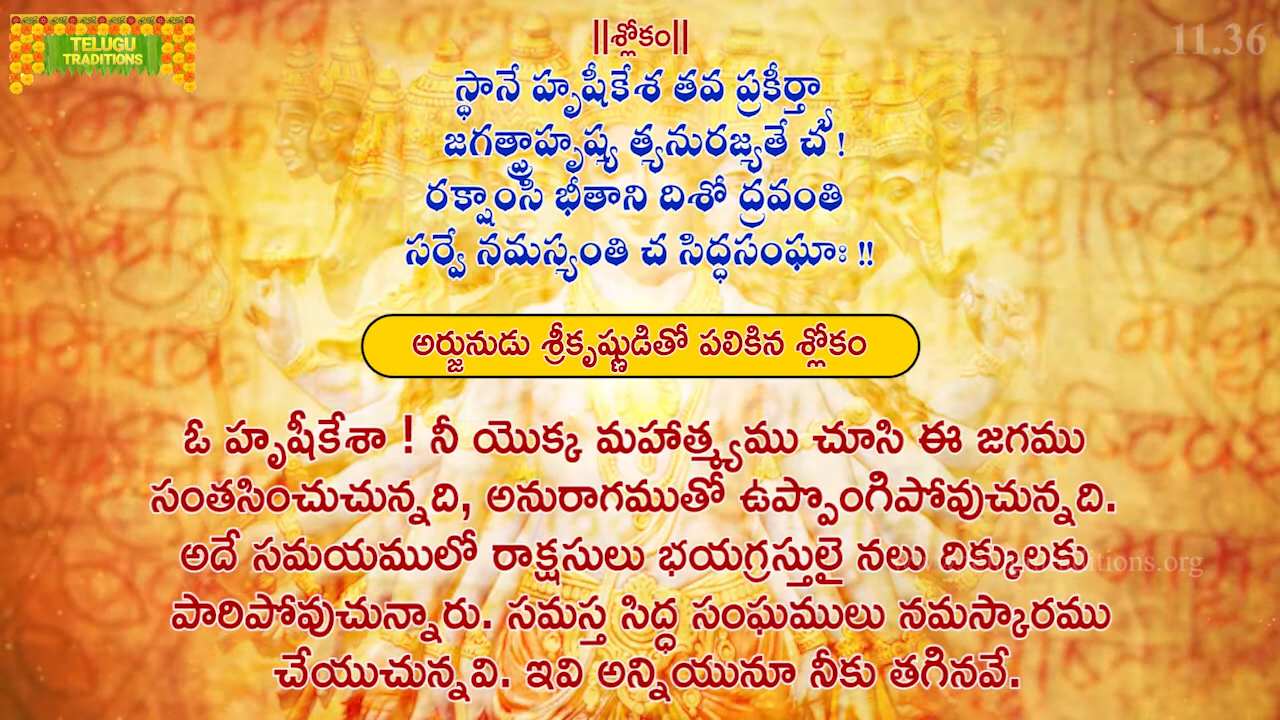 TELUGU
TRADITIONS
||శ్లోకం||
11.36
స్థానే హృషీకేశ తవ ప్రకీర్త్యా
జగత్ప్రాహృష్య త్యనురజ్యతే చ !
రక్షాంసి భీతాని దిశో ద్రవంతి
సర్వే నమస్యంతి చ సిద్ధసంఘాః !!
అర్జునుడు శ్రీకృష్ణుడితో పలికిన శ్లోకం
ఓ హృషీకేశా ! నీ యొక్క మహాత్మ్యము చూసి ఈ జగము
సంతసించుచున్నది, అనురాగముతో ఉప్పొంగిపోవుచున్నది.
అదే సమయములో రాక్షసులు భయగ్రస్తులై నలు దిక్కులకు
పారిపోవుచున్నారు. సమస్త సిద్ధ సంఘములు నమస్కారము
చేయుచున్నవి. ఇవి అన్నియునూ నీకు తగినవే.